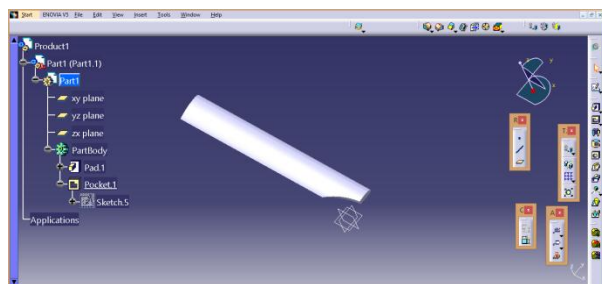 Start ENOVIA V5 File Edit View Insert Tools Window Help
Product1
Part1 (Part1.1)
Part1
xy plane
yz plane
zx plane
PartBody
Pad.1
Pocket.1
Sketch.5
Applications